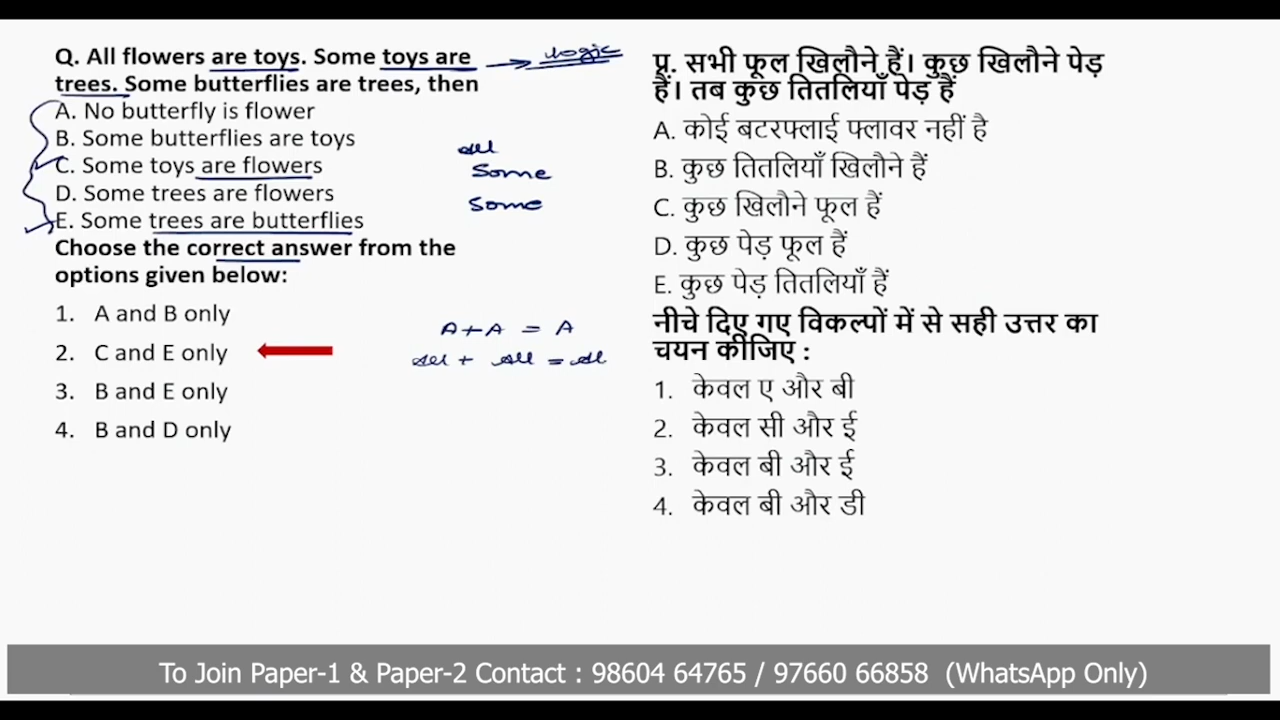 Q. All flowers are toys. Some toys are
trees. Some butterflies are trees, then
A. No butterfly is flower
B. Some butterflies are toys
C. Some toys are flowers
D. Some trees are flowers
E. Some trees are butterflies
Choose the correct answer from the
options given below:
1. A and B only
2. C and E only
3. B and E only
4. B and D only
logic
All
Some
Some
A+A = A
All + All = All
प्र. सभी फूल खिलौने हैं। कुछ खिलौने पेड़
हैं। तब कुछ तितलियाँ पेड़ हैं
A. कोई बटरफ्लाई फ्लावर नहीं है
B. कुछ तितलियाँ खिलौने हैं
C. कुछ खिलौने फूल हैं
D. कुछ पेड़ फूल हैं
E. कुछ पेड़ तितलियाँ हैं
नीचे दिए गए विकल्पों में से सही उत्तर का
चयन कीजिए :
1. केवल ए और बी
2. केवल सी और ई
3. केवल बी और ई
4. केवल बी और डी
To Join Paper-1 & Paper-2 Contact : 98604 64765 / 97660 66858 (WhatsApp Only)